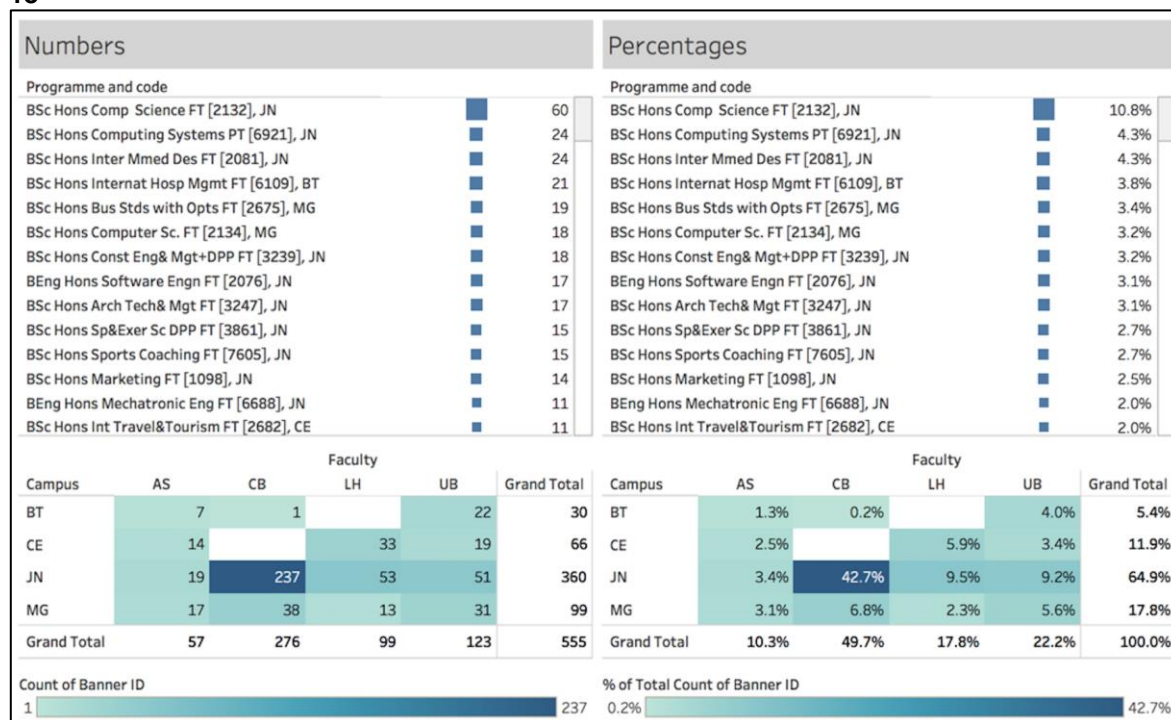 Numbers
Programme and code
BSc Hons Comp Science FT [2132], JN 60
BSc Hons Computing Systems PT [6921], JN 24
BSc Hons Inter Mmed Des FT [2081], JN 24
BSc Hons Internat Hosp Mgmt FT [6109], BT 21
BSc Hons Bus Stds with Opts FT [2675], MG 19
BSc Hons Computer Sc. FT [2134], MG 18
BSc Hons Const Eng& Mgt+DPP FT [3239], JN 18
BEng Hons Software Engn FT [2076], JN 17
BSc Hons Arch Tech& Mgt FT [3247], JN 17
BSc Hons Sp&Exer Sc DPP FT [3861], JN 15
BSc Hons Sports Coaching FT [7605], JN 15
BSc Hons Marketing FT [1098], JN 14
BEng Hons Mechatronic Eng FT [6688], JN 11
BSc Hons Int Travel&Tourism FT [2682], CE 11
Faculty
Campus AS CB LH UB Grand Total
BT 7 1 22 30
CE 14 33 19 66
JN 19 237 53 51 360
MG 17 38 13 31 99
Grand Total 57 276 99 123 555
Count of Banner ID
1 237
Percentages
Programme and code
BSc Hons Comp Science FT [2132], JN 10.8%
BSc Hons Computing Systems PT [6921], JN 4.3%
BSc Hons Inter Mmed Des FT [2081], JN 4.3%
BSc Hons Internat Hosp Mgmt FT [6109], BT 3.8%
BSc Hons Bus Stds with Opts FT [2675], MG 3.4%
BSc Hons Computer Sc. FT [2134], MG 3.2%
BSc Hons Const Eng& Mgt+DPP FT [3239], JN 3.2%
BEng Hons Software Engn FT [2076], JN 3.1%
BSc Hons Arch Tech& Mgt FT [3247], JN 3.1%
BSc Hons Sp&Exer Sc DPP FT [3861], JN 2.7%
BSc Hons Sports Coaching FT [7605], JN 2.7%
BSc Hons Marketing FT [1098], JN 2.5%
BEng Hons Mechatronic Eng FT [6688], JN 2.0%
BSc Hons Int Travel&Tourism FT [2682], CE 2.0%
Faculty
Campus AS CB LH UB Grand Total
BT 1.3% 0.2% 4.0% 5.4%
CE 2.5% 5.9% 3.4% 11.9%
JN 3.4% 42.7% 9.5% 9.2% 64.9%
MG 3.1% 6.8% 2.3% 5.6% 17.8%
Grand Total 10.3% 49.7% 17.8% 22.2% 100.0%
% of Total Count of Banner ID
0.2% 42.7%